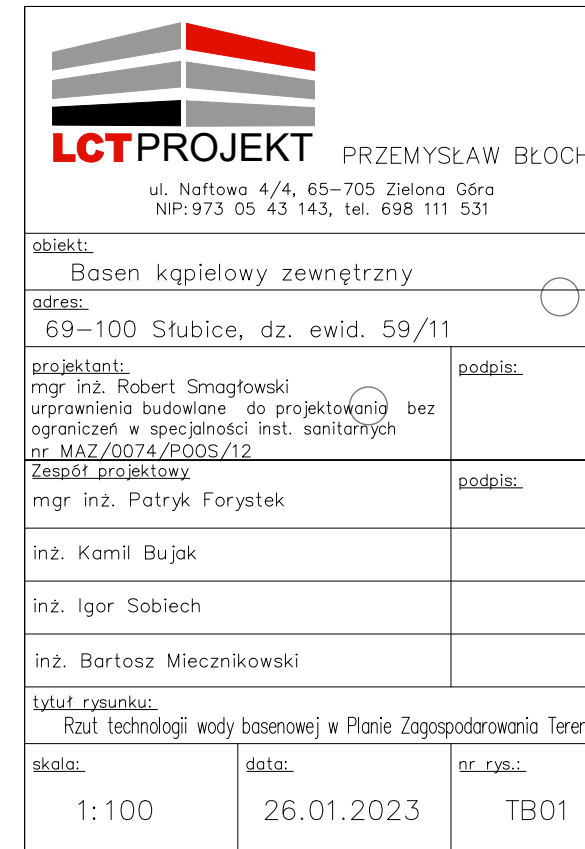 LCT PROJEKT PRZEMYSŁAW BŁOCH
ul. Naftowa 4/4, 65-705 Zielona Góra
NIP: 973 05 43 143, tel. 698 111 531
obiekt:
Basen kąpielowy zewnętrzny
adres:
69-100 Słubice, dz. ewid. 59/11
projektant: podpis:
mgr inż. Robert Smagłowski
urprawnienia budowlane do projektowania bez
ograniczeń w specjalności inst. sanitarnych
nr MAZ/0074/POOS/12
Zespół projektowy podpis:
mgr inż. Patryk Forystek
inż. Kamil Bujak
inż. Igor Sobiech
inż. Bartosz Miecznikowski
tytuł rysunku:
Rzut technologii wody basenowej w Planie Zagospodarowania Teren
skala: data: nr rys.:
1:100 26.01.2023 TB01